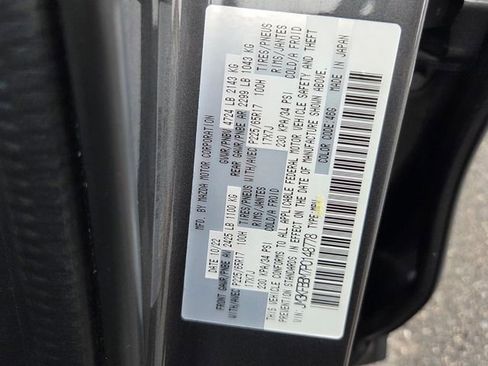 MFD BY MAZDA MOTOR CORPORATION
DATE 10/22 GVWR/PNBV 4724 LB 2143 KG
FRONT GAWR/PNBE AV 2425 LB 1100 KG REAR GAWR/PNBE AR 2299 LB 1043 KG
WITH/AVEC P225/65R17 100H TIRES/PNEUS WITH/AVEC P225/65R17 100H TIRES/PNEUS
17X7J RIMS/JANTES 17X7J RIMS/JANTES
230 KPA/34 PSI COLD/A FROID 230 KPA/34 PSI COLD/A FROID
THIS VEHICLE CONFORMS TO ALL APPLICABLE FEDERAL MOTOR VEHICLE SAFETY AND THEFT
STANDARDS IN EFFECT ON THE DATE OF MANUFACTURE SHOWN ABOVE.
VIN: TYPE: COLOR CODE: 46G MADE IN JAPAN